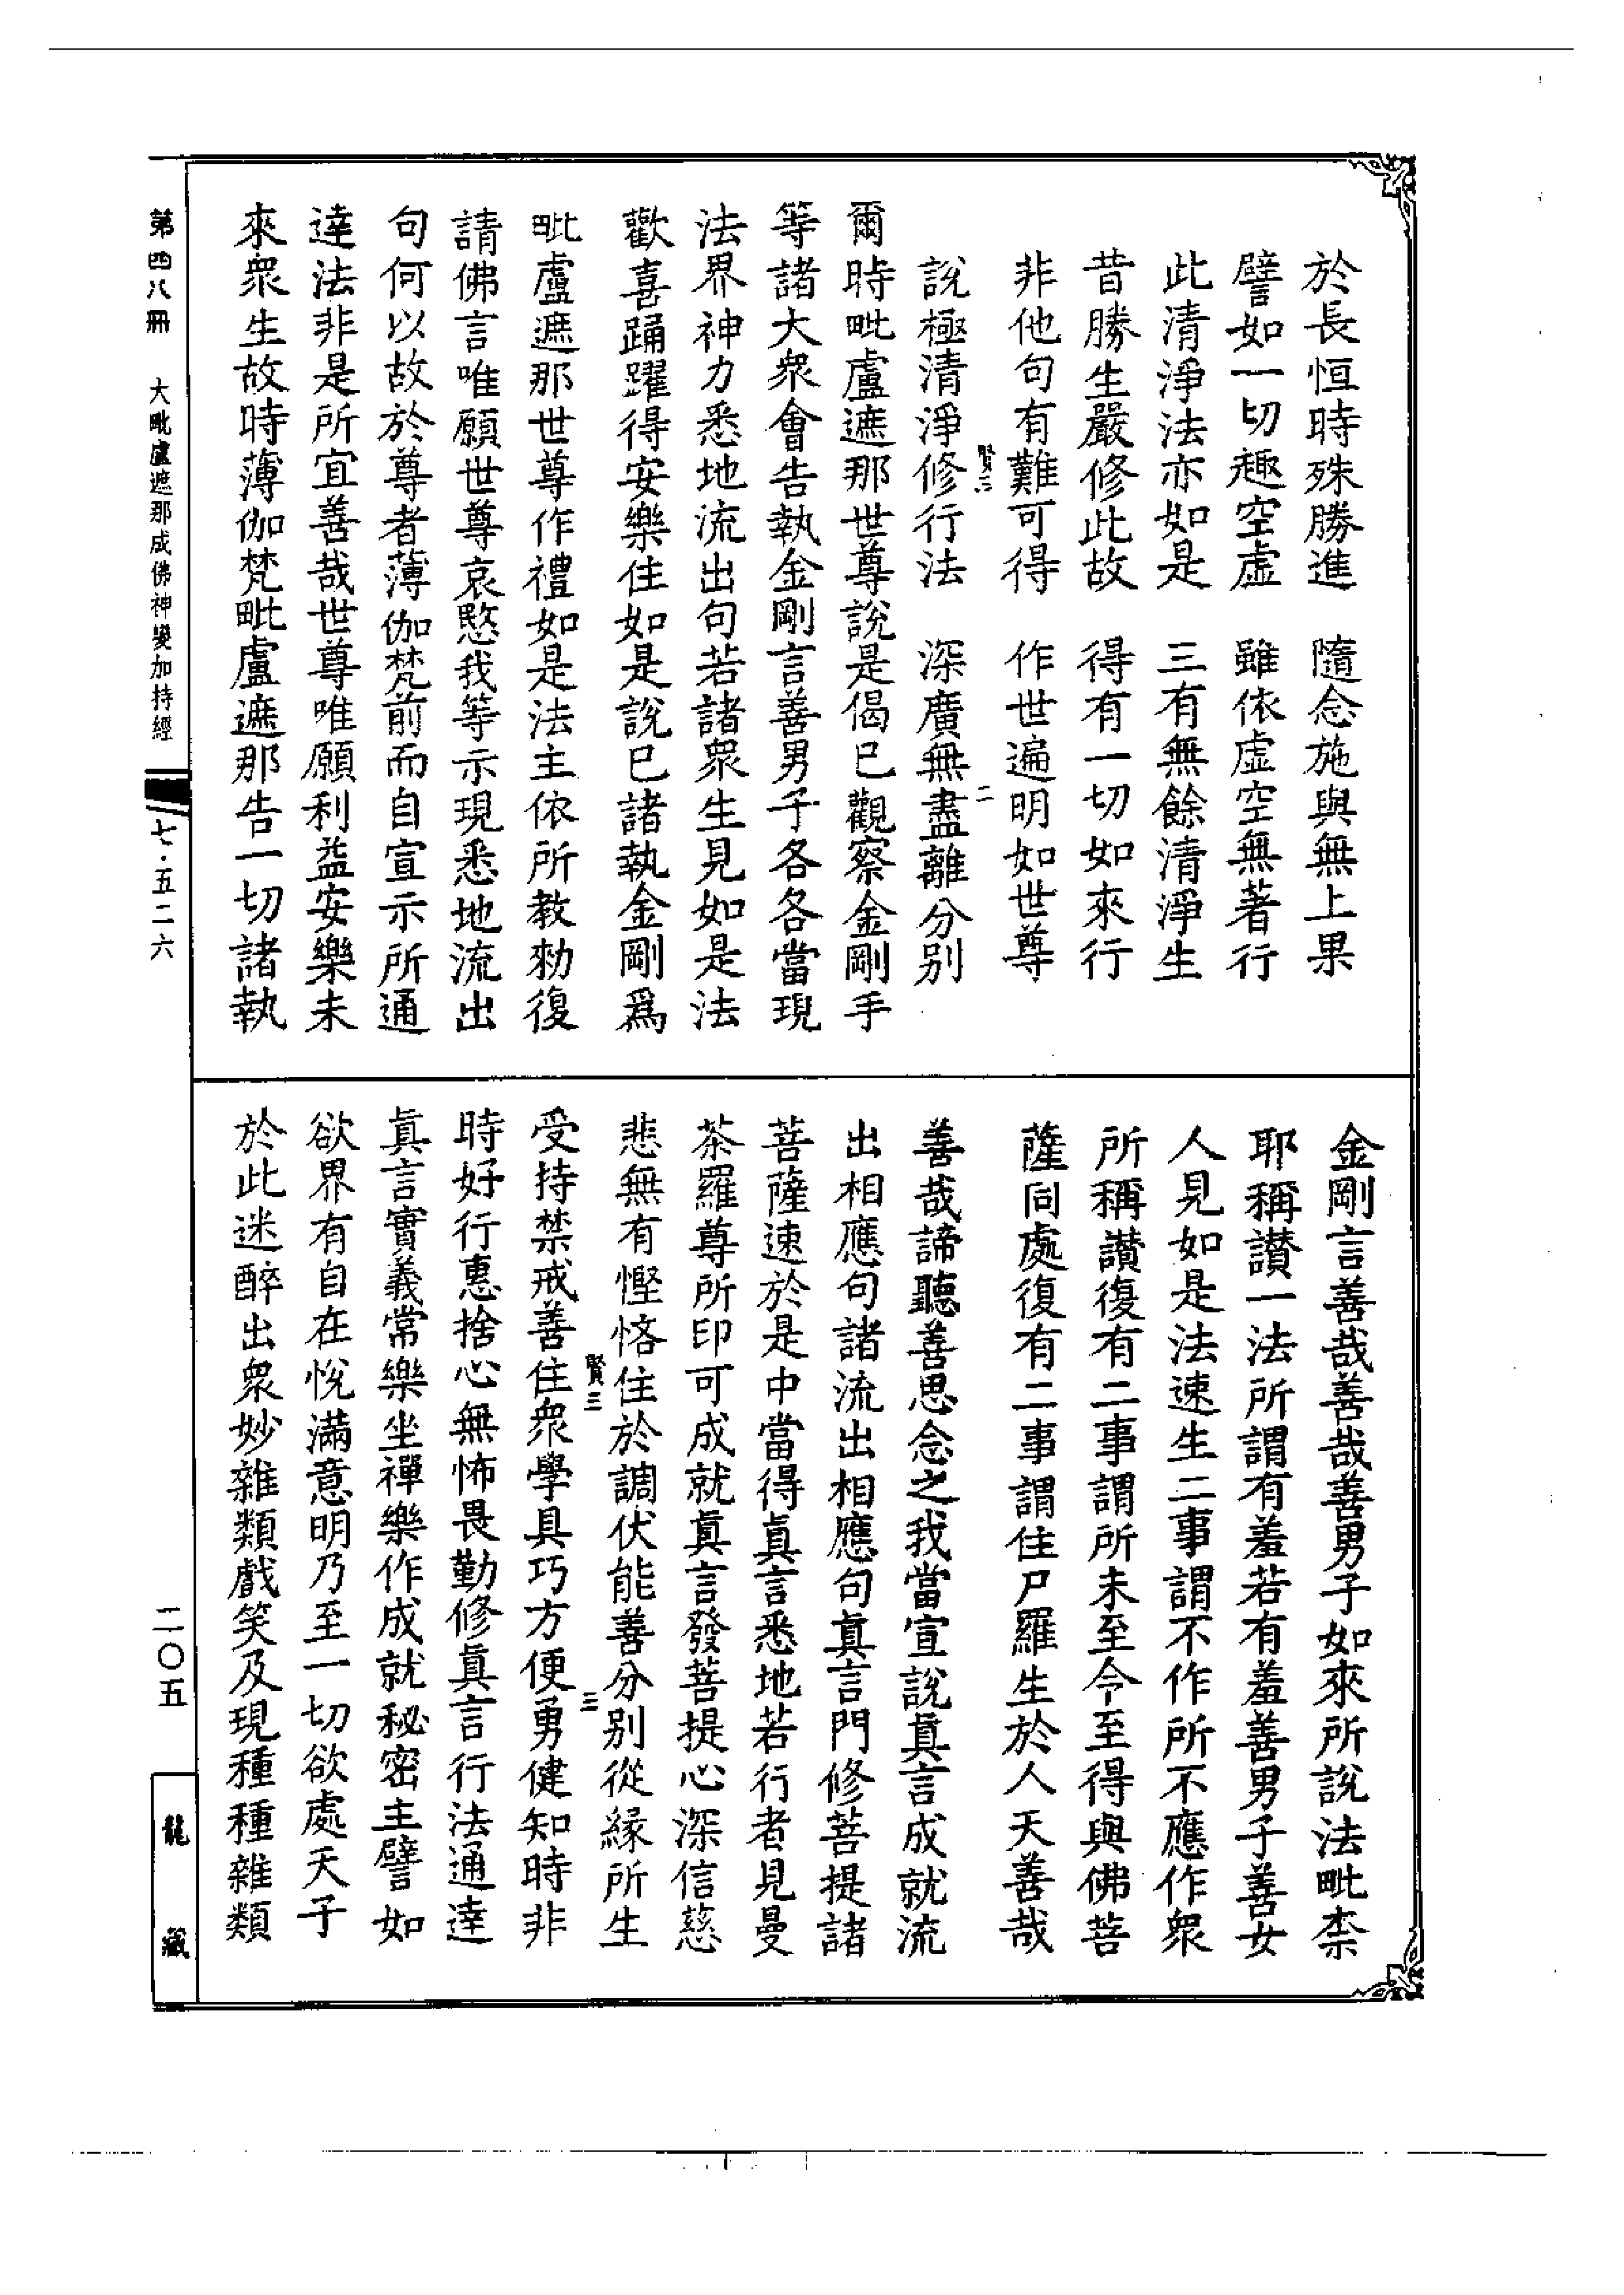 於長恒時殊勝進　隨念施與無上果
譬如一切趣空虛　雖依虛空無著行
此清淨法亦如是　三有無餘清淨生
昔勝生嚴修此故　得有一切如來行
非他句有難可得　作世遍明如世尊
賢三　二
說極清淨修行法　深廣無盡離分別
爾時毗盧遮那世尊說是偈已觀察金剛手
等諸大衆會告執金剛言善男子各各當現
法界神力悉地流出句若諸衆生見如是法
歡喜踊躍得安樂住如是說已諸執金剛爲
毗盧遮那世尊作禮如是法主依所教勑復
請佛言唯願世尊哀愍我等示現悉地流出
句何以故於尊者薄伽梵前而自宣示所通
達法非是所宜善哉世尊唯願利益安樂未
來衆生故時薄伽梵毗盧遮那告一切諸執
金剛言善哉善哉善男子如來所說法毗柰
耶稱讚一法所謂有羞若有羞善男子善女
人見如是法速生二事謂不作所不應作衆
所稱讚復有二事謂所未至令至得與佛菩
薩同處復有二事謂住尸羅生於人天善哉
善哉諦聽善思念之我當宣說眞言成就流
出相應句諸流出相應句眞言門修菩提諸
菩薩速於是中當得眞言悉地若行者見曼
茶羅尊所印可成就眞言發菩提心深信慈
悲無有慳悋住於調伏能善分別從緣所生
賢三　三
受持禁戒善住衆學具巧方便勇健知時非
時好行惠捨心無怖畏勤修眞言行法通達
眞言實義常樂坐禪樂作成就秘密主譬如
欲界有自在悅滿意明乃至一切欲處天子
於此迷醉出衆妙雜類戲笑及現種種雜類
第四八冊　大毗盧遮那成佛神變加持經
七·五二六
二〇五
龍藏